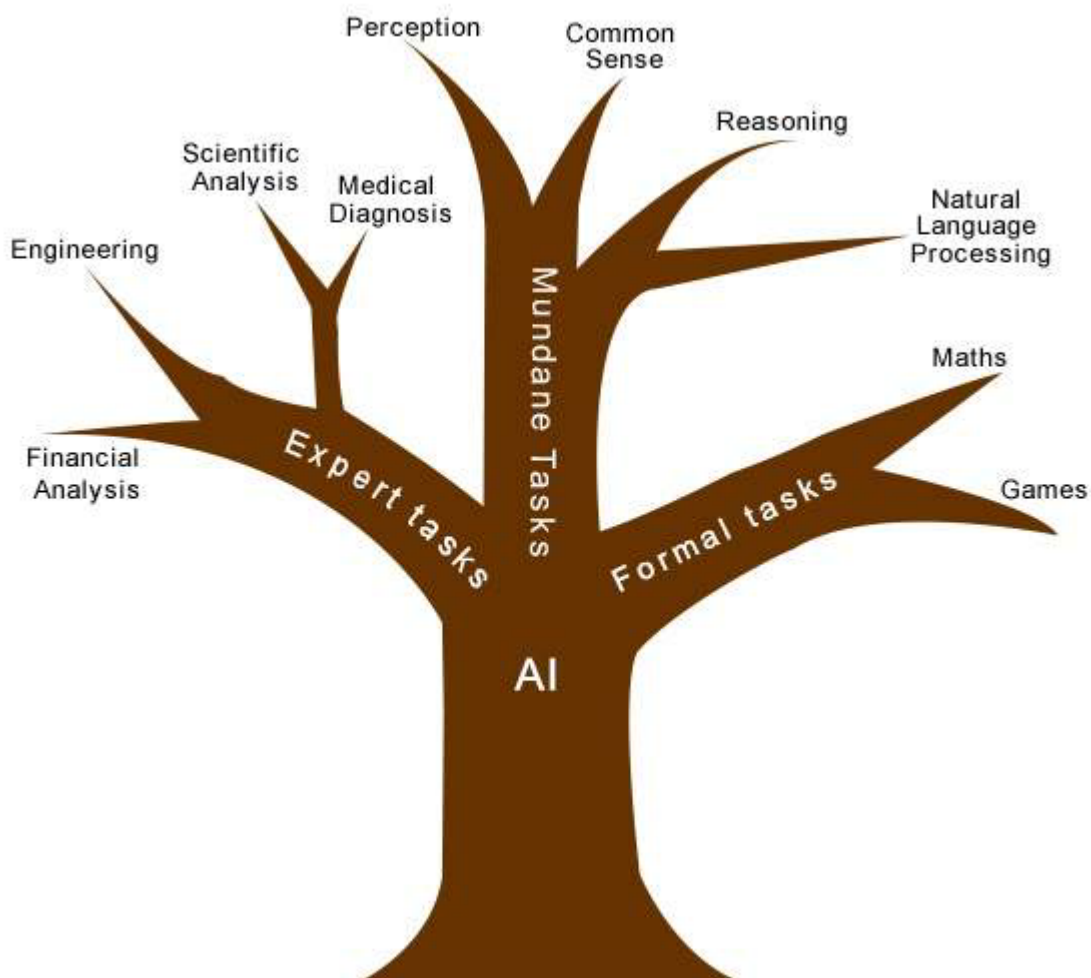 Perception
Common
Sense
Reasoning
Scientific
Analysis
Medical
Diagnosis
Natural
Language
Processing
Engineering
Maths
Financial
Analysis
Games
Expert tasks
Mundane Tasks
Formal tasks
AI